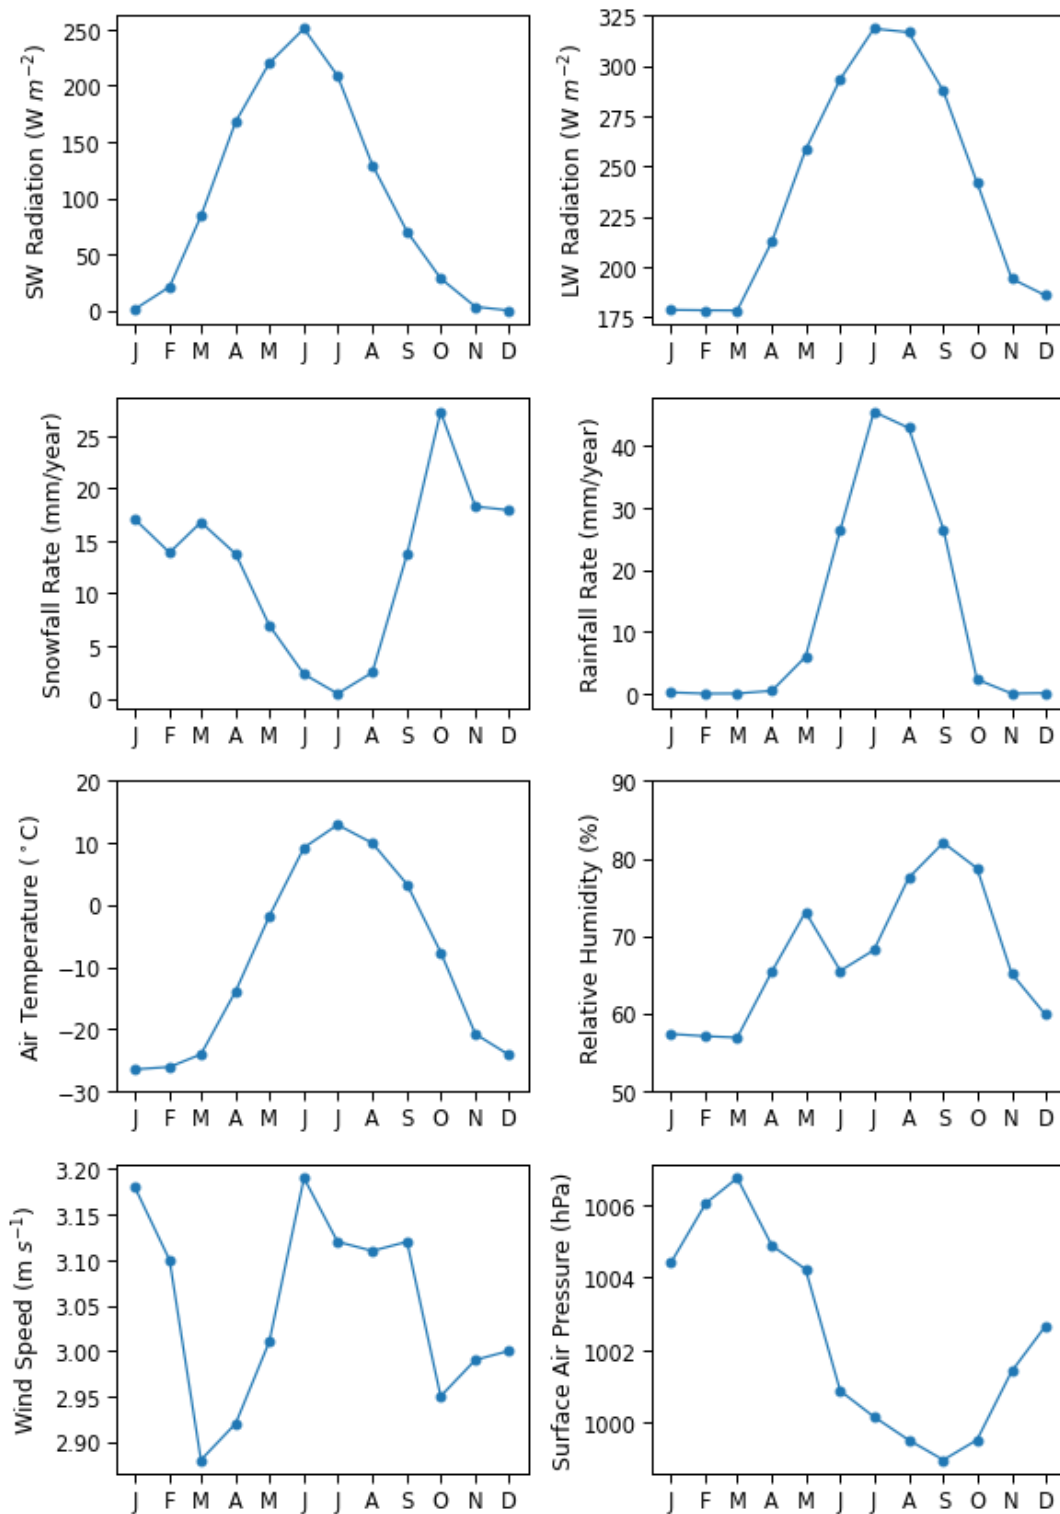 SW Radiation (W m⁻²)
250
200
150
100
50
0
J F M A M J J A S O N D
LW Radiation (W m⁻²)
325
300
275
250
225
200
175
J F M A M J J A S O N D
Snowfall Rate (mm/year)
25
20
15
10
5
0
J F M A M J J A S O N D
Rainfall Rate (mm/year)
40
30
20
10
0
J F M A M J J A S O N D
Air Temperature (°C)
20
10
0
−10
−20
−30
J F M A M J J A S O N D
Relative Humidity (%)
90
80
70
60
50
J F M A M J J A S O N D
Wind Speed (m s⁻¹)
3.20
3.15
3.10
3.05
3.00
2.95
2.90
J F M A M J J A S O N D
Surface Air Pressure (hPa)
1006
1004
1002
1000
J F M A M J J A S O N D